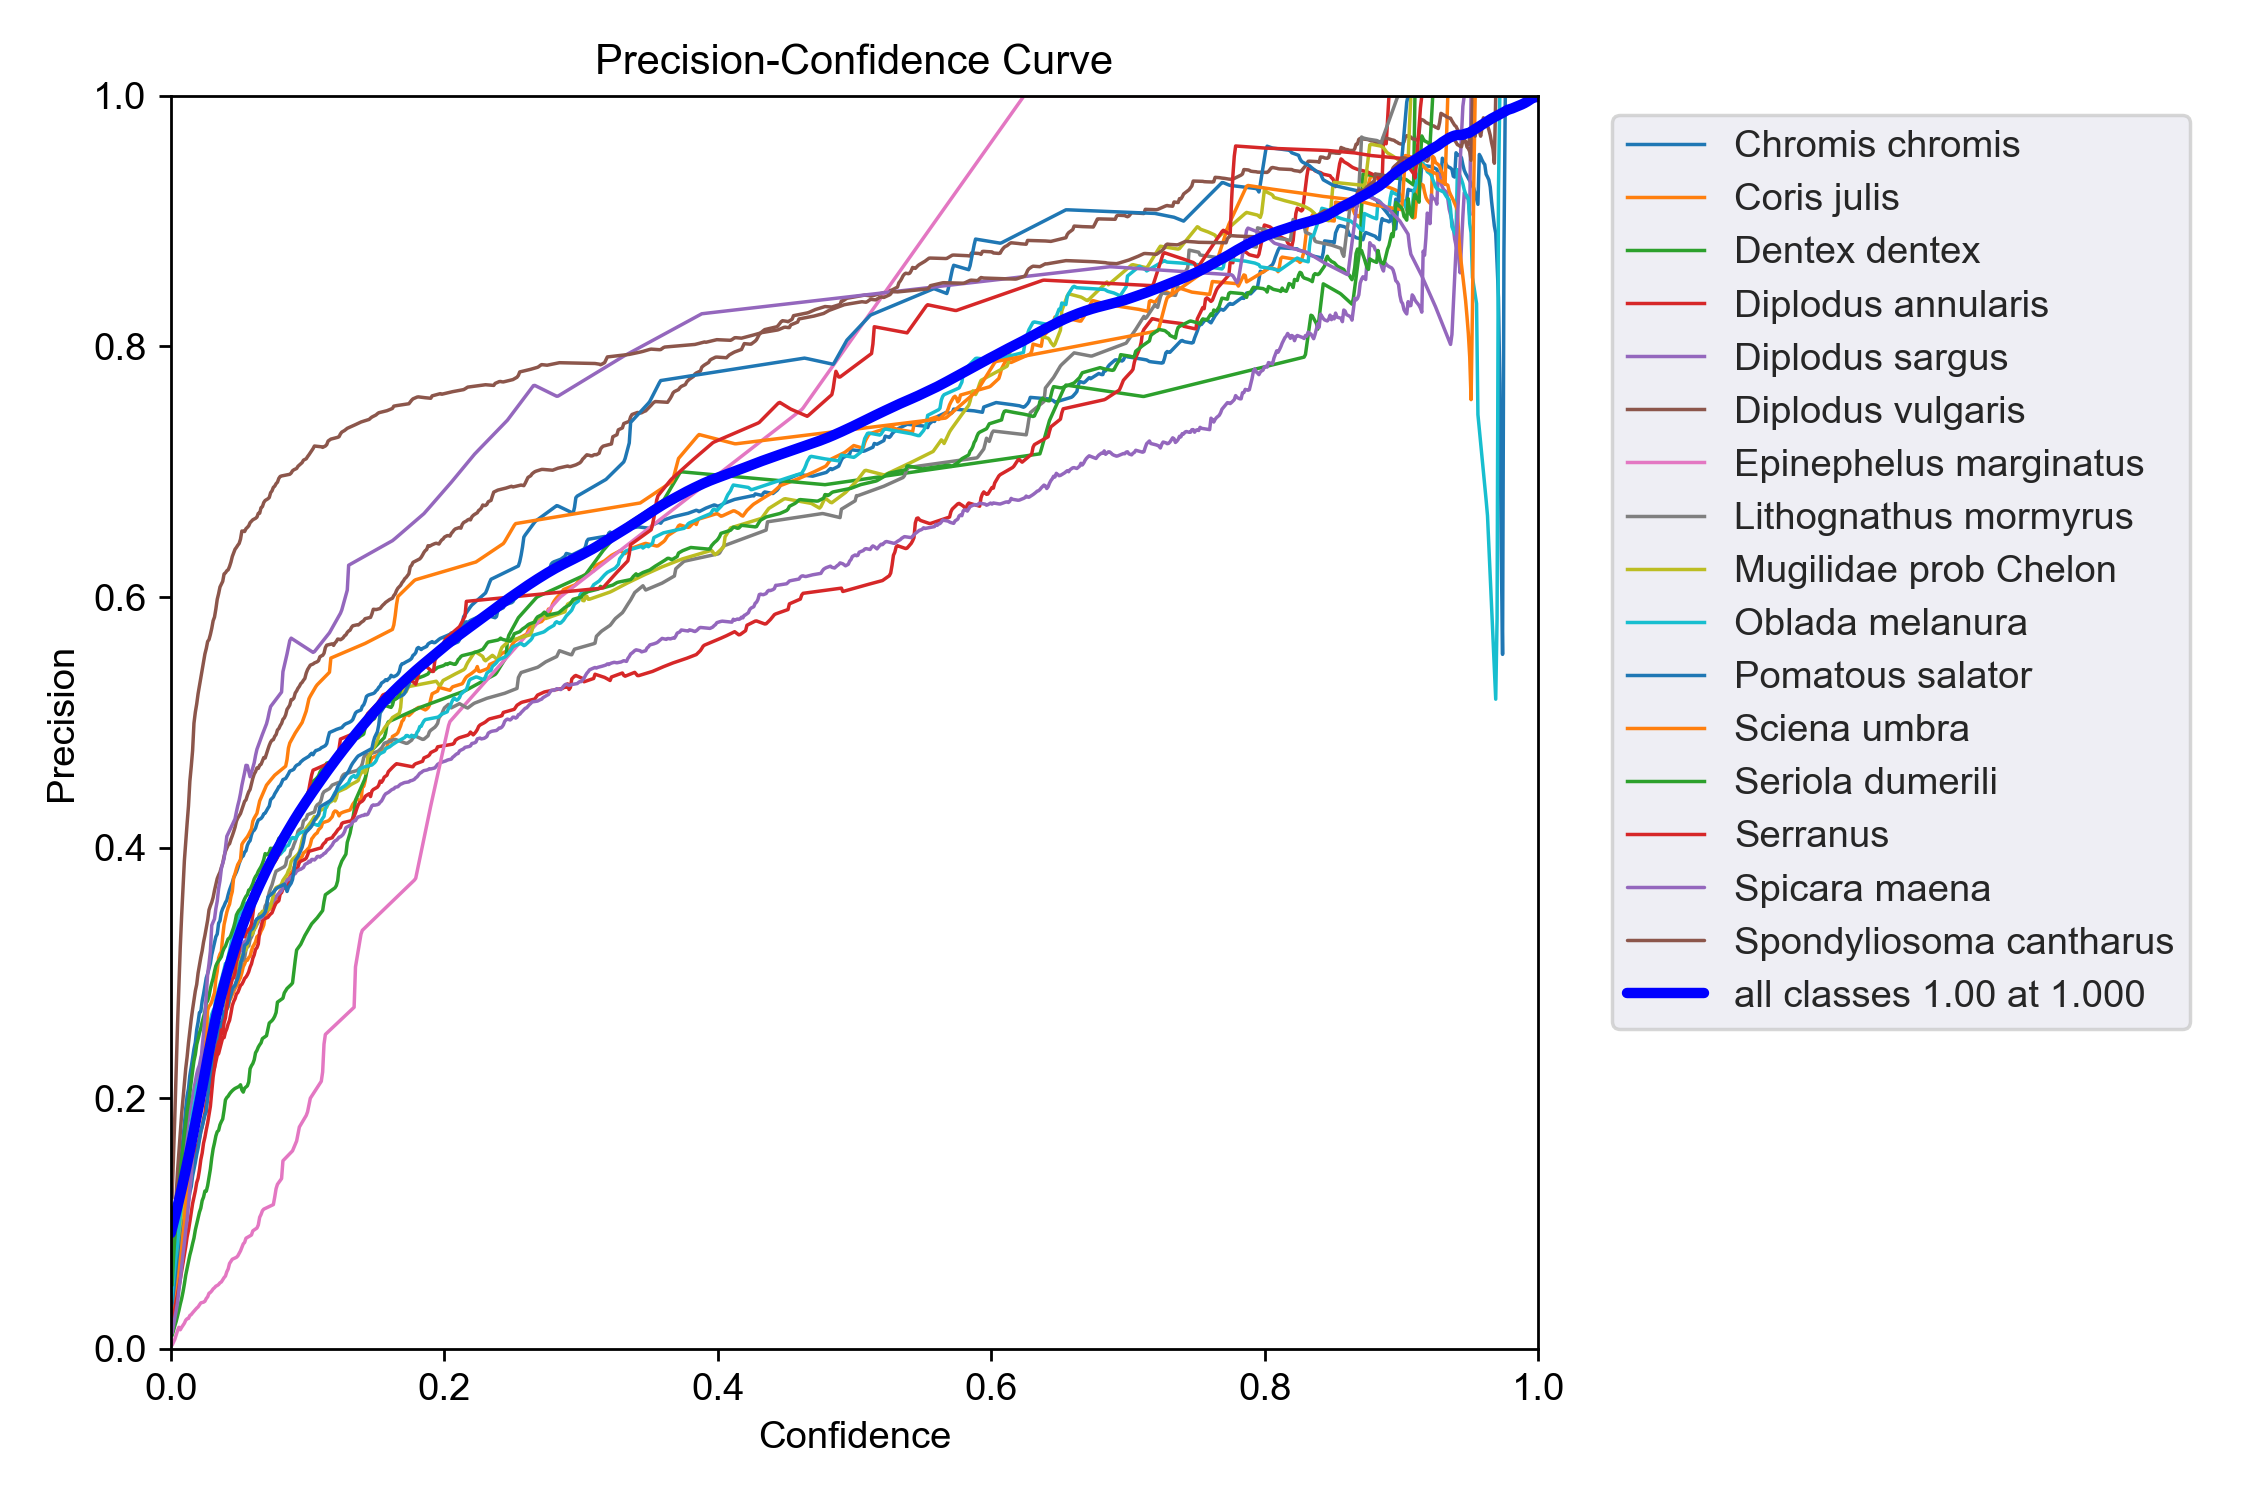 Precision-Confidence Curve
1.0
0.8
0.6
0.4
0.2
0.0
Precision
0.0 0.2 0.4 0.6 0.8 1.0
Confidence
Chromis chromis
Coris julis
Dentex dentex
Diplodus annularis
Diplodus sargus
Diplodus vulgaris
Epinephelus marginatus
Lithognathus mormyrus
Mugilidae prob Chelon
Oblada melanura
Pomatous salator
Sciena umbra
Seriola dumerili
Serranus
Spicara maena
Spondyliosoma cantharus
all classes 1.00 at 1.000